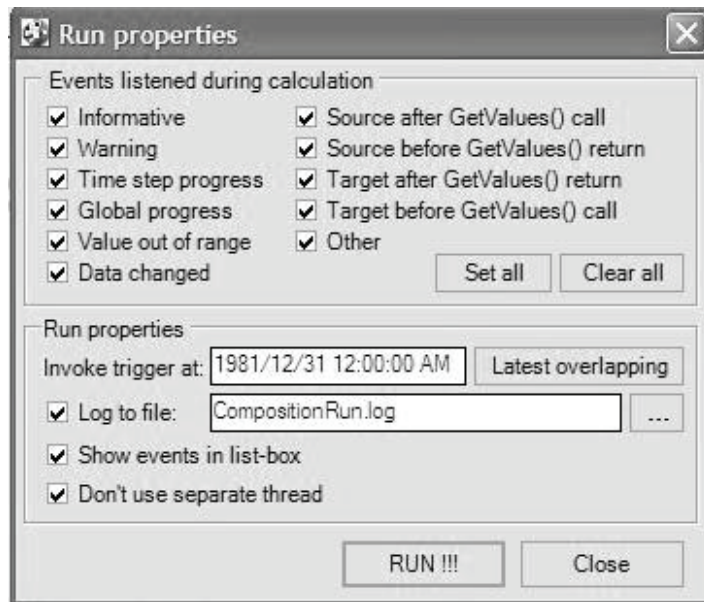 Run properties
Events listened during calculation
Informative
Warning
Time step progress
Global progress
Value out of range
Data changed
Source after GetValues() call
Source before GetValues() return
Target after GetValues() return
Target before GetValues() call
Other
Set all
Clear all
Run properties
Invoke trigger at: 1981/12/31 12:00:00 AM Latest overlapping
Log to file: CompositionRun.log ...
Show events in list-box
Don't use separate thread
RUN !!! Close